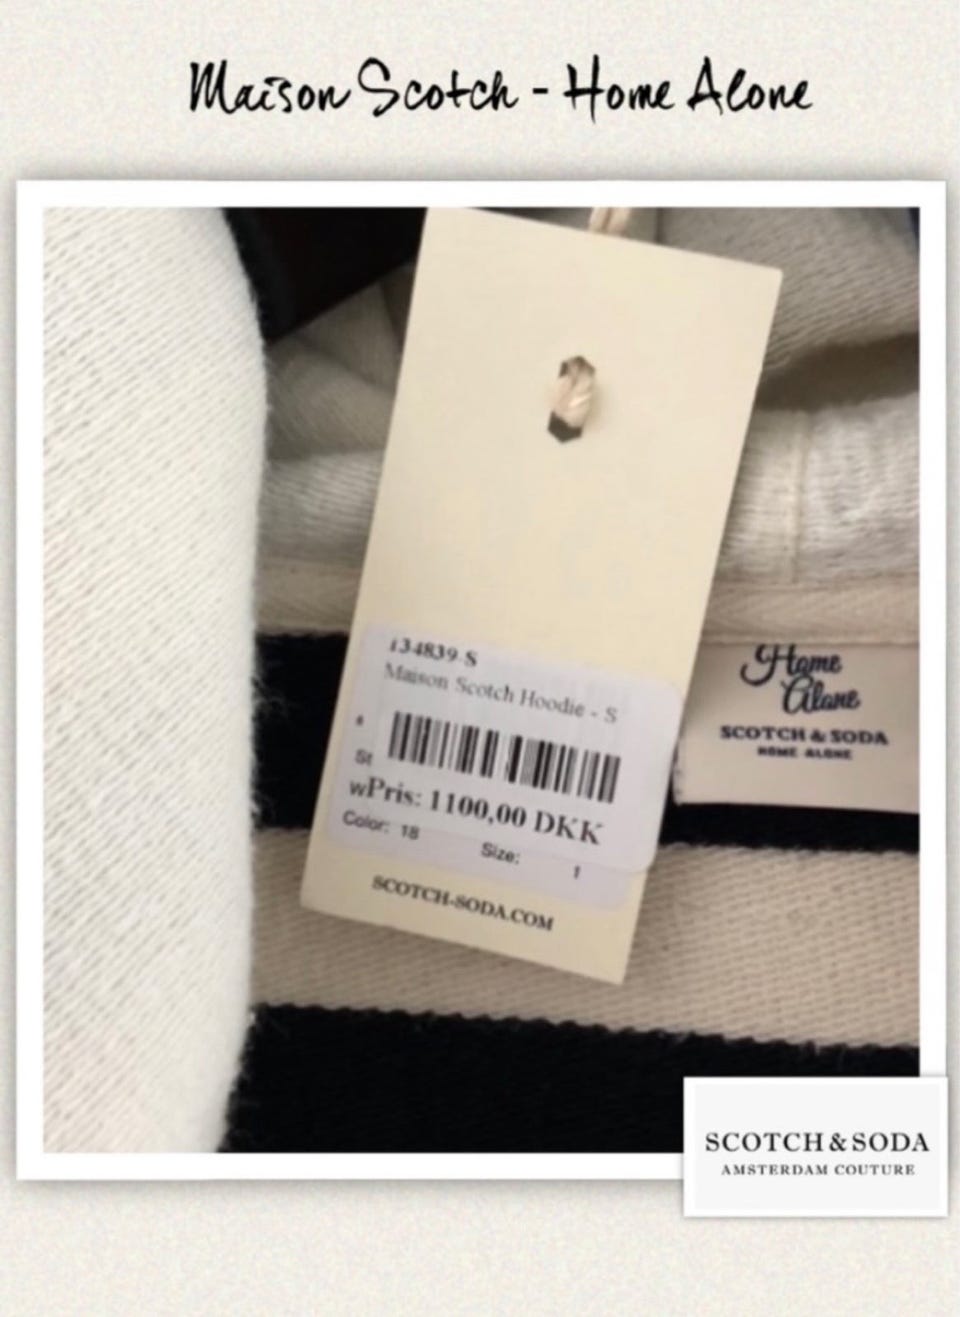 Maison Scotch - Home Alone
134839-S
Maison Scotch Hoodie - S
St
wPris: 1100,00 DKK
Color: 18 Size: 1
SCOTCH-SODA.COM
Home
Alone
SCOTCH & SODA
HOME ALONE
SCOTCH & SODA
AMSTERDAM COUTURE